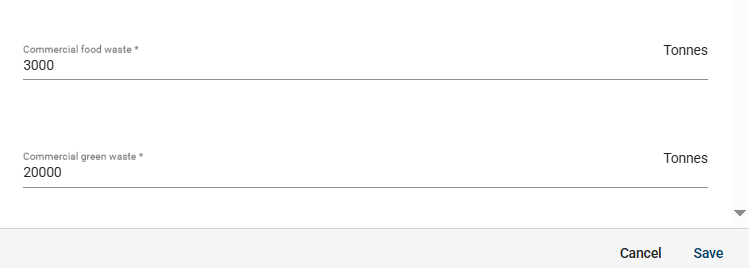 Commercial food waste *
3000
Tonnes
Commercial green waste *
20000
Tonnes
Cancel
Save